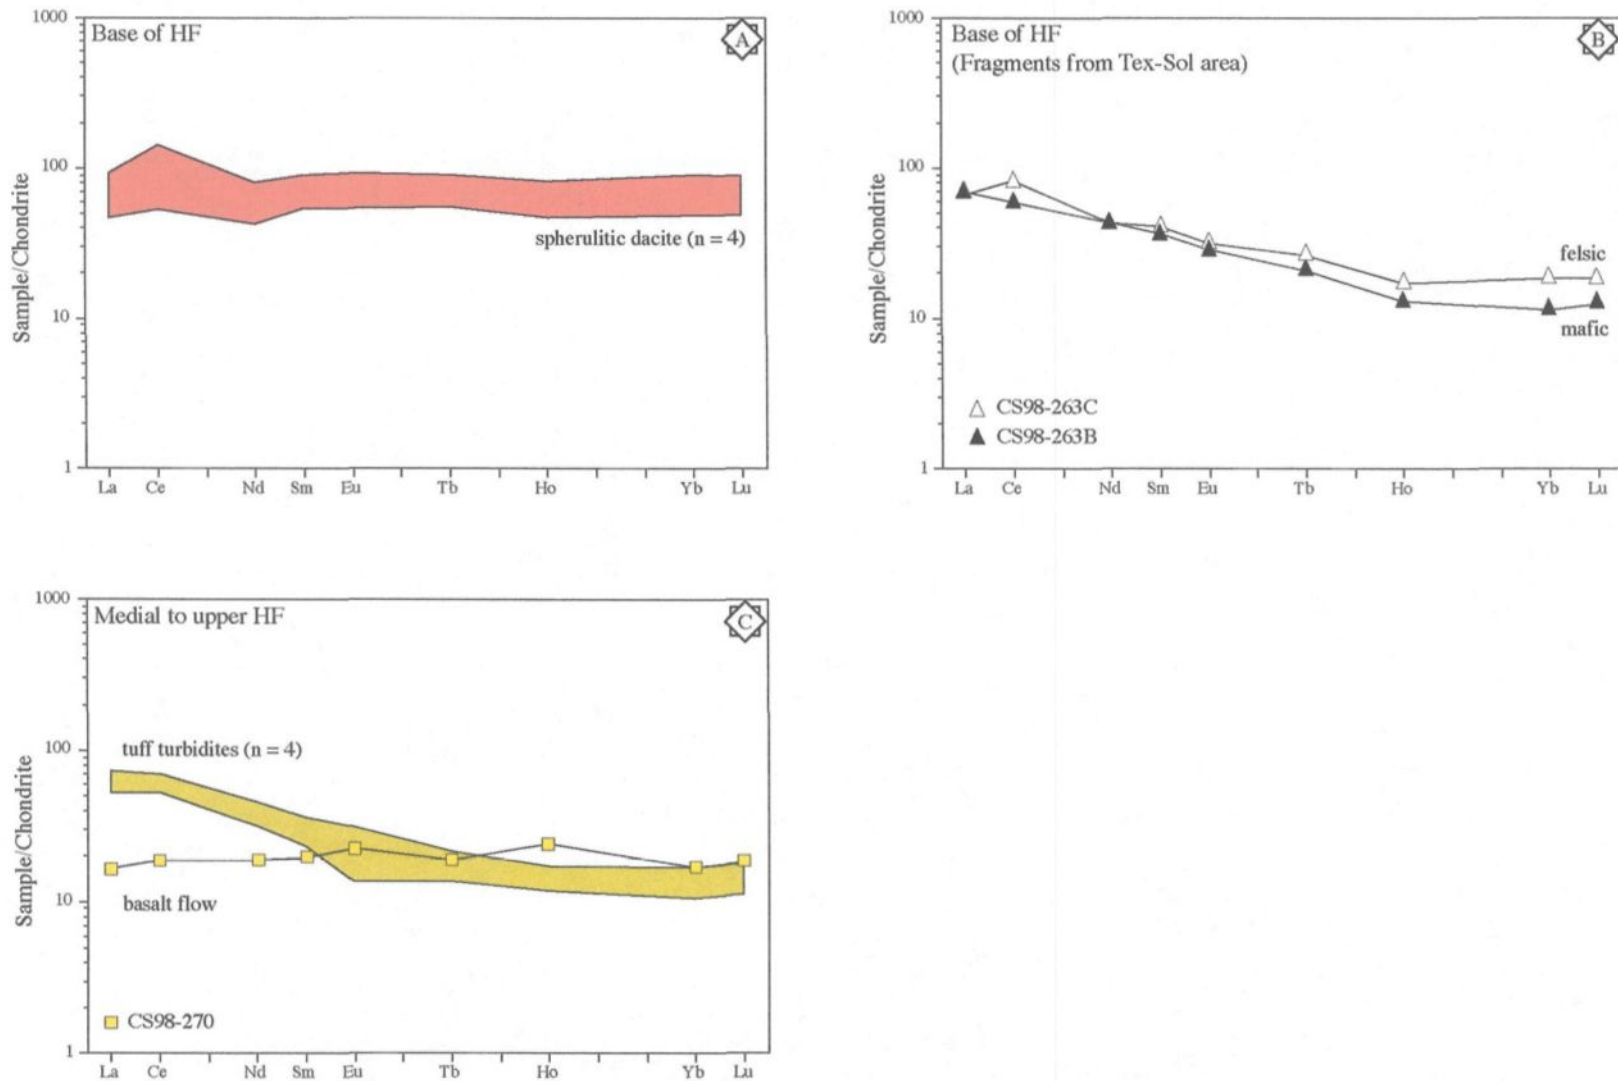 Base of HF
A
1000
100
10
1
Sample/Chondrite
spherulitic dacite (n = 4)
La Ce Nd Sm Eu Tb Ho Yb Lu
Base of HF
(Fragments from Tex-Sol area)
B
1000
100
10
1
Sample/Chondrite
felsic
mafic
CS98-263C
CS98-263B
La Ce Nd Sm Eu Tb Ho Yb Lu
Medial to upper HF
C
1000
100
10
1
Sample/Chondrite
tuff turbidites (n = 4)
basalt flow
CS98-270
La Ce Nd Sm Eu Tb Ho Yb Lu